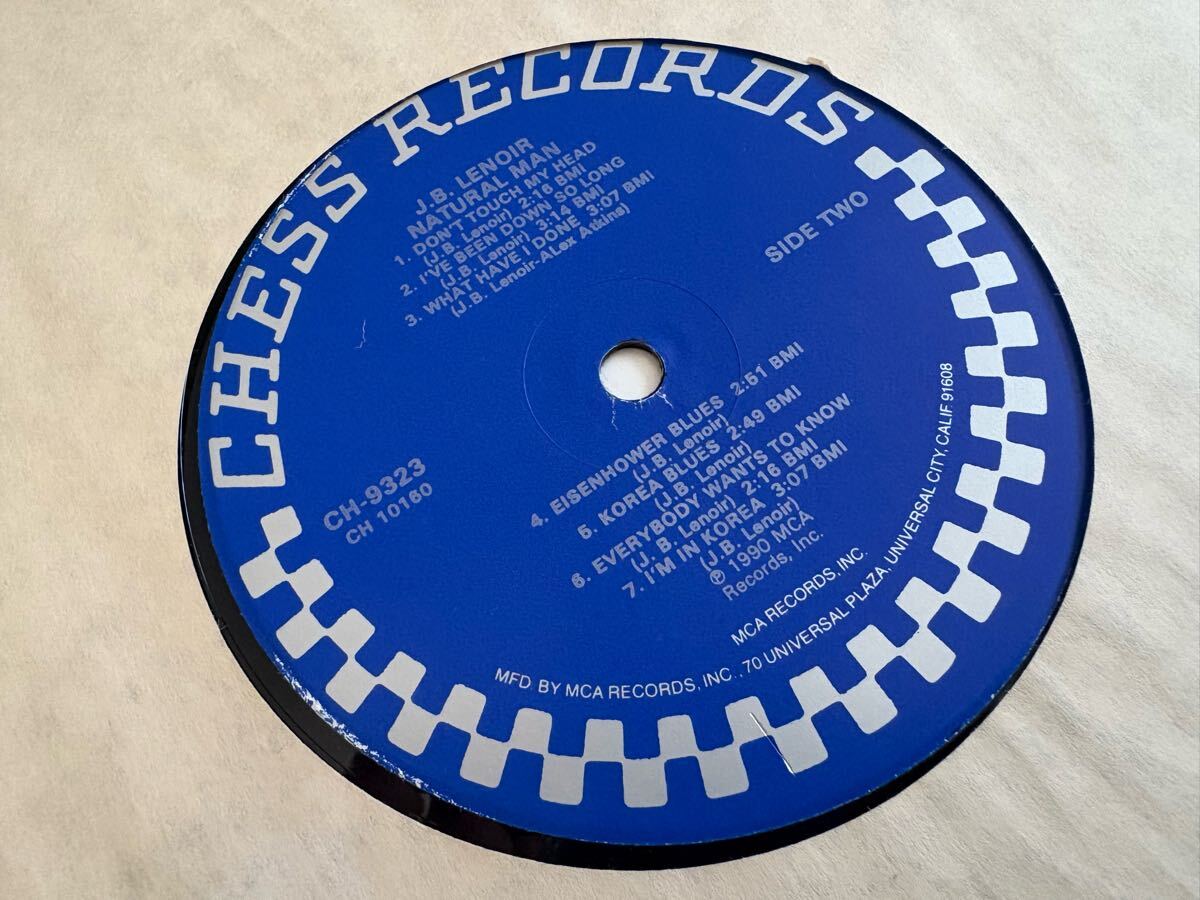 CHESS RECORDS
J.B. LENOIR
NATURAL MAN
1. DON'T TOUCH MY HEAD
(J.B. Lenoir) 2:16 BMI
2. I'VE BEEN DOWN SO LONG
(J.B. Lenoir) 3:14 BMI
3. WHAT HAVE I DONE 3:07 BMI
(J.B. Lenoir-ALex Atkins)
SIDE TWO
CH-9323
CH 10160
4. EISENHOWER BLUES 2:51 BMI
(J.B. Lenoir)
5. KOREA BLUES 2:49 BMI
(J.B. Lenoir)
6. EVERYBODY WANTS TO KNOW
(J. B. Lenoir) 2:16 BMI
7. I'M IN KOREA 3:07 BMI
(J.B. Lenoir)
℗ 1990 MCA
Records, Inc.
MCA RECORDS, INC.
MFD. BY MCA RECORDS, INC., 70 UNIVERSAL PLAZA, UNIVERSAL CITY, CALIF. 91608